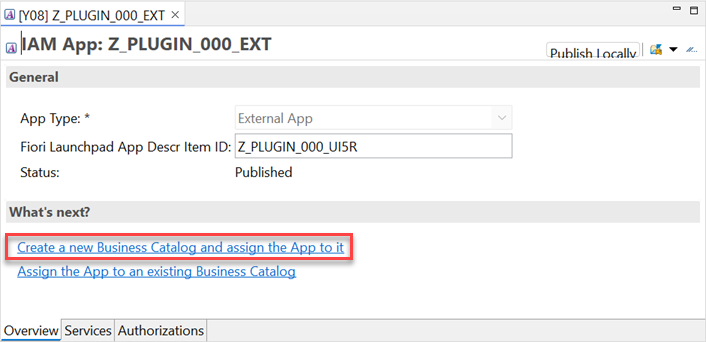 [Y08] Z_PLUGIN_000_EXT
IAM App: Z_PLUGIN_000_EXT
Publish Locally
General
App Type: * External App
Fiori Launchpad App Descr Item ID: Z_PLUGIN_000_UI5R
Status: Published
What's next?
Create a new Business Catalog and assign the App to it
Assign the App to an existing Business Catalog
Overview Services Authorizations